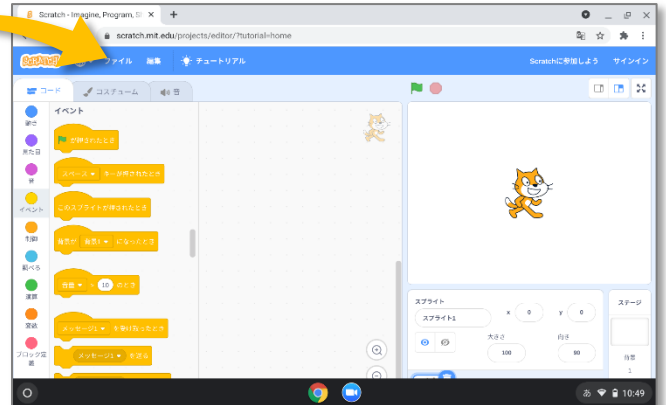 Scratch - Imagine, Program, Sh
scratch.mit.edu/projects/editor/?tutorial=home
ファイル 編集 チュートリアル Scratchに参加しよう サインイン
コード コスチューム 音
イベント
動き
が押されたとき
見た目
スペース キーが押されたとき
音
イベント
このスプライトが押されたとき
制御
背景が 背景1 になったとき
調べる
音量 > 10 のとき
演算
変数
メッセージ1 を受け取ったとき
ブロック定義
メッセージ1 を送る
スプライト
スプライト1 x 0 y 0
大きさ 向き
100 90
ステージ
背景
1
あ 10:49